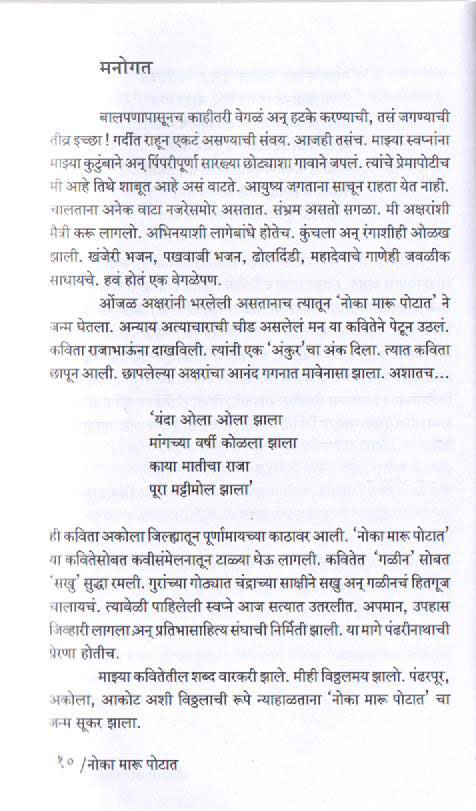 मनोगत
बालपणापासूनच काहीतरी वेगळं अन् हटके करण्याची, तसं जगण्याची
तीव्र इच्छा ! गर्दीत राहून एकटं असण्याची संवय. आजही तसंच. माझ्या स्वप्नांना
माझ्या कुटुंबाने अन् पिंपरीपूर्णा सारख्या छोट्याशा गावाने जपलं. त्यांचे प्रेमापोटीच
मी आहे तिथे शाबूत आहे असं वाटते. आयुष्य जगताना साचून राहता येत नाही.
चालताना अनेक वाटा नजरेसमोर असतात. संभ्रम असतो सगळा. मी अक्षरांशी
मैत्री करू लागलो. अभिनयाशी लागेबांधे होतेच. कुंचला अन् रंगाशीही ओळख
झाली. खंजेरी भजन, पखवाजी भजन, ढोलदिंडी, महादेवाचे गाणेही जवळीक
साधायचे. हवं होतं एक वेगळेपण.
ओंजळ अक्षरांनी भरलेली असतानाच त्यातून 'नोका मारू पोटात' ने
जन्म घेतला. अन्याय अत्याचाराची चीड असलेलं मन या कवितेने पेटून उठलं.
कविता राजाभाऊंना दाखविली. त्यांनी एक 'अंकुर'चा अंक दिला. त्यात कविता
छापून आली. छापलेल्या अक्षरांचा आनंद गगनात मावेनासा झाला. अशातच...
'यंदा ओला ओला झाला
मांगच्या वर्षी कोळला झाला
काया मातीचा राजा
पूरा मट्टीमोल झाला'
ही कविता अकोला जिल्ह्यातून पूर्णामायच्या काठावर आली. 'नोका मारू पोटात'
या कवितेसोबत कवीसंमेलनातून टाळ्या घेऊ लागली. कवितेत 'गळीन' सोबत
'सखु' सुद्धा रमली. गुरांच्या गोठ्यात चंद्राच्या साक्षीने सखु अन् गळीनचं हितगूज
चालायचं. त्यावेळी पाहिलेली स्वप्ने आज सत्यात उतरलीत. अपमान, उपहास
जिव्हारी लागला अन् प्रतिभासाहित्य संघाची निर्मिती झाली. या मागे पंढरीनाथाची
प्रेरणा होतीच.
माझ्या कवितेतील शब्द वारकरी झाले. मीही विठ्ठलमय झालो. पंढरपूर,
अकोला, आकोट अशी विठ्ठलाची रूपे न्याहाळताना 'नोका मारू पोटात' चा
जन्म सूकर झाला.
१० /नोका मारू पोटात